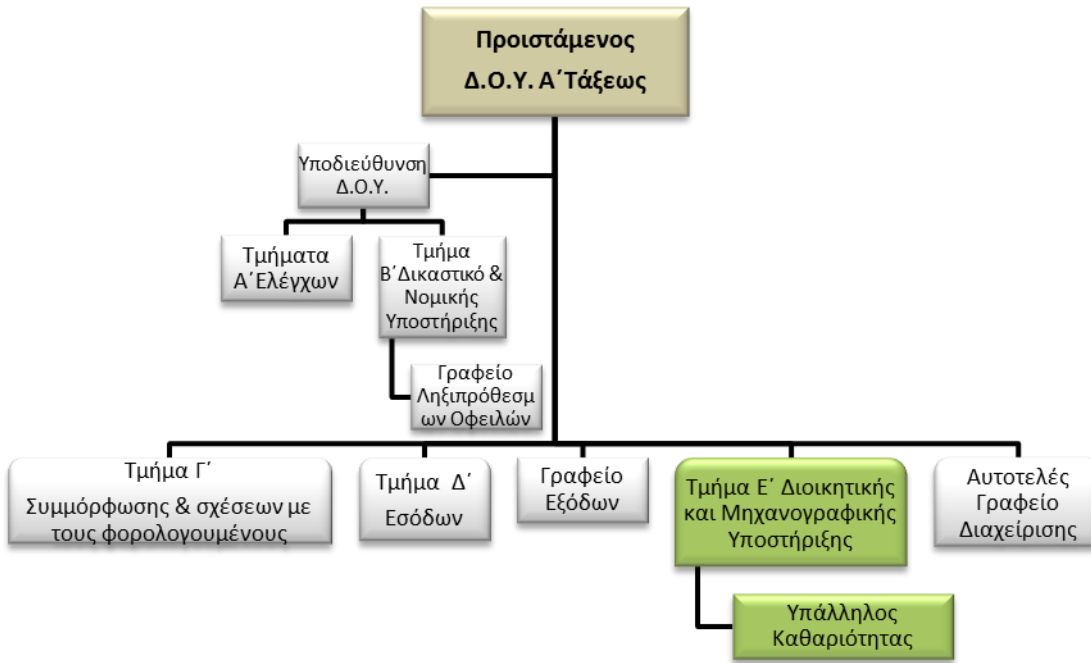 Προιστάμενος
Δ.Ο.Υ. Α΄Τάξεως
Υποδιεύθυνση
Δ.Ο.Υ.
Τμήματα
Α΄Ελέγχων
Τμήμα
Β΄Δικαστικό &
Νομικής
Υποστήριξης
Γραφείο
Ληξιπρόθεσμ
ων Οφειλών
Τμήμα Γ΄
Συμμόρφωσης & σχέσεων με
τους φορολογουμένους
Τμήμα Δ΄
Εσόδων
Γραφείο
Εξόδων
Τμήμα Ε΄ Διοικητικής
και Μηχανογραφικής
Υποστήριξης
Αυτοτελές
Γραφείο
Διαχείρισης
Υπάλληλος
Καθαριότητας